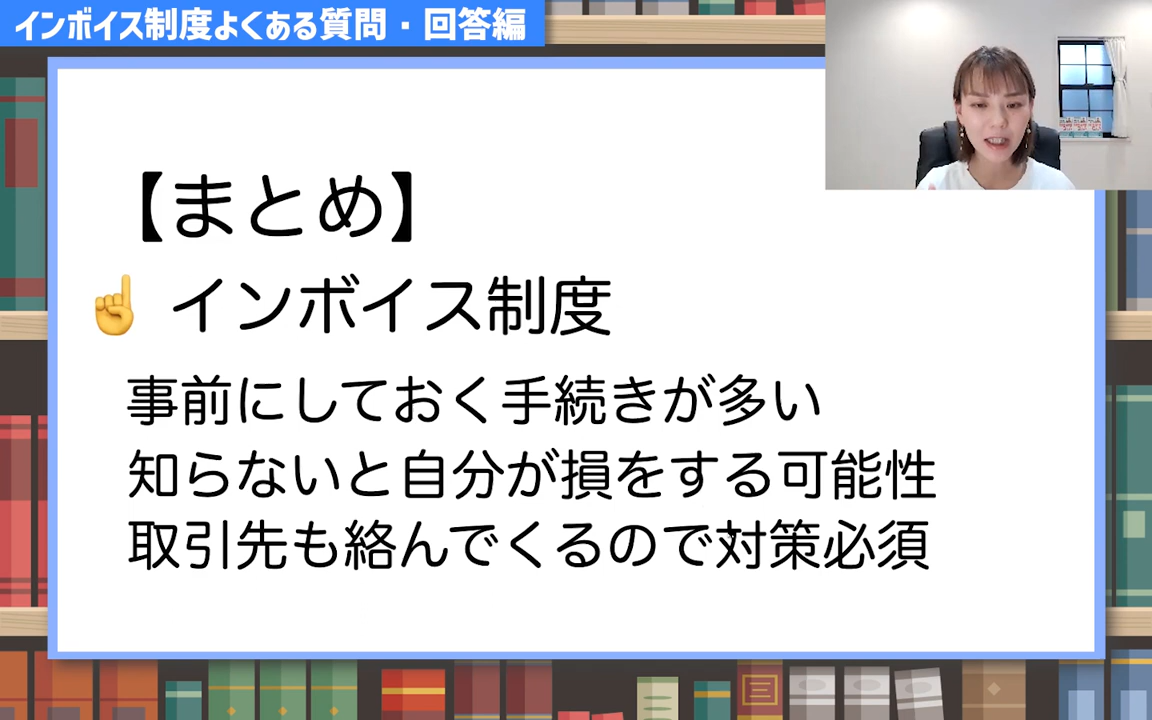 インボイス制度よくある質問・回答編
【まとめ】
☝️ インボイス制度
事前にしておく手続きが多い
知らないと自分が損をする可能性
取引先も絡んでくるので対策必須